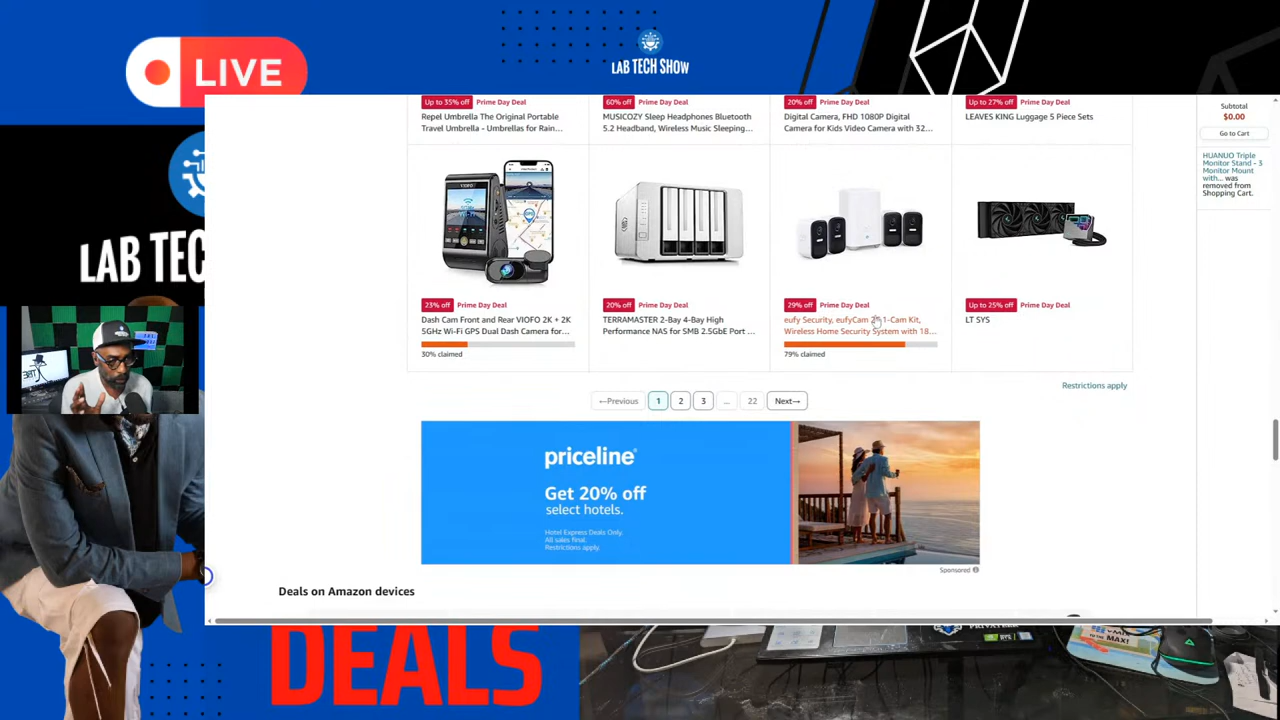 LIVE
LAB TECH SHOW
Up to 35% off Prime Day Deal
Repel Umbrella The Original Portable
Travel Umbrella - Umbrellas for Rain...
60% off Prime Day Deal
MUSICOZY Sleep Headphones Bluetooth
5.2 Headband, Wireless Music Sleeping...
20% off Prime Day Deal
Digital Camera, FHD 1080P Digital
Camera for Kids Video Camera with 32...
Up to 27% off Prime Day Deal
LEAVES KING Luggage 5 Piece Sets
Subtotal
$0.00
Go to Cart
HUANUO Triple
Monitor Stand - 3
Monitor Mount
with... was
removed from
Shopping Cart.
LAB TEC
VIOFO
23% off Prime Day Deal
Dash Cam Front and Rear VIOFO 2K + 2K
5GHz Wi-Fi GPS Dual Dash Camera for...
30% claimed
20% off Prime Day Deal
TERRAMASTER 2-Bay 4-Bay High
Performance NAS for SMB 2.5GbE Port ...
29% off Prime Day Deal
eufy Security, eufyCam 1-Cam Kit,
Wireless Home Security System with 18...
79% claimed
Up to 25% off Prime Day Deal
LT SYS
Restrictions apply
←Previous 1 2 3 ... 22 Next→
priceline
Get 20% off
select hotels.
Hotel Express Deals Only.
All sales final.
Restrictions apply.
Sponsored
Deals on Amazon devices
DEALS